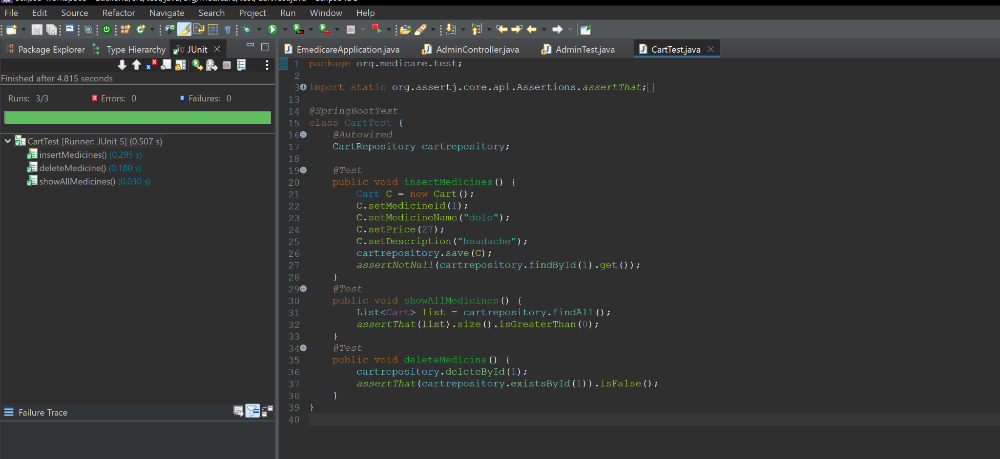 File Edit Source Refactor Navigate Search Project Run Window Help
Package Explorer Type Hierarchy JUnit
EmedicareApplication.java AdminController.java AdminTest.java CartTest.java
Finished after 4.815 seconds
Runs: 3/3 Errors: 0 Failures: 0
CartTest [Runner: JUnit 5] (0.507 s)
insertMedicines() (0.295 s)
deleteMedicine() (0.180 s)
showAllMedicines() (0.030 s)
Failure Trace
1 package org.medicare.test;
2
3 import static org.assertj.core.api.Assertions.assertThat;
13
14 @SpringBootTest
15 class CartTest {
16 @Autowired
17 CartRepository cartrepository;
18
19 @Test
20 public void insertMedicines() {
21 Cart C = new Cart();
22 C.setMedicineId(1);
23 C.setMedicineName("dolo");
24 C.setPrice(27);
25 C.setDescription("headache");
26 cartrepository.save(C);
27 assertNotNull(cartrepository.findById(1).get());
28 }
29 @Test
30 public void showAllMedicines() {
31 List<Cart> list = cartrepository.findAll();
32 assertThat(list).size().isGreaterThan(0);
33 }
34 @Test
35 public void deleteMedicine() {
36 cartrepository.deleteById(1);
37 assertThat(cartrepository.existsById(1)).isFalse();
38 }
39 }
40